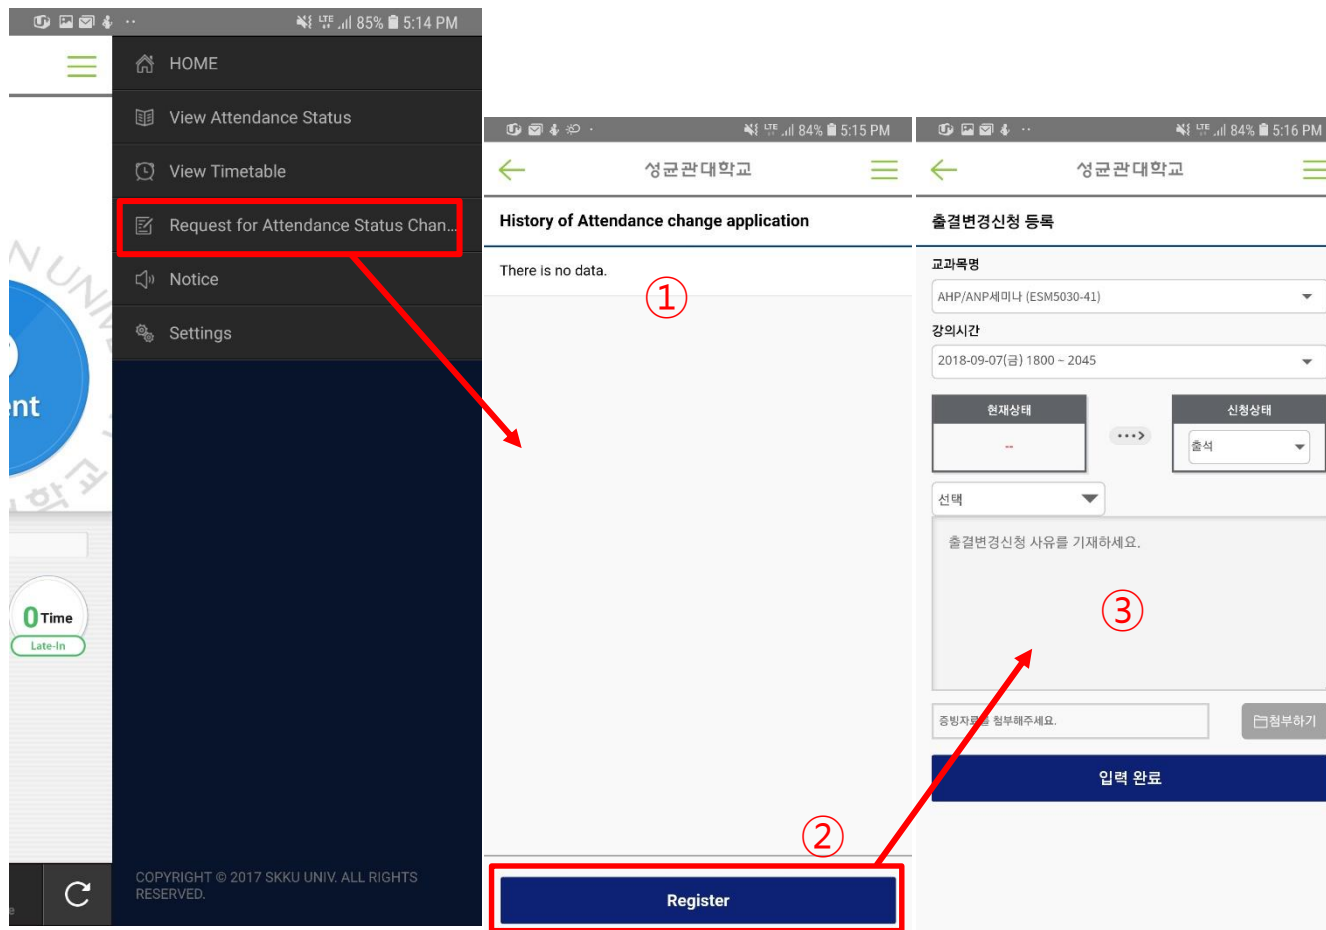 85% 5:14 PM
HOME
View Attendance Status
View Timetable
Request for Attendance Status Chan...
Notice
Settings
nt
0 Time
Late-In
COPYRIGHT © 2017 SKKU UNIV. ALL RIGHTS
RESERVED.
LTE 84% 5:15 PM
성균관대학교
History of Attendance change application
There is no data.
①
②
Register
LTE 84% 5:16 PM
성균관대학교
출결변경신청 등록
교과목명
AHP/ANP세미나 (ESM5030-41)
강의시간
2018-09-07(금) 1800 ~ 2045
현재상태
신청상태
--
출석
선택
출결변경신청 사유를 기재하세요.
③
증빙자료를 첨부해주세요.
첨부하기
입력 완료